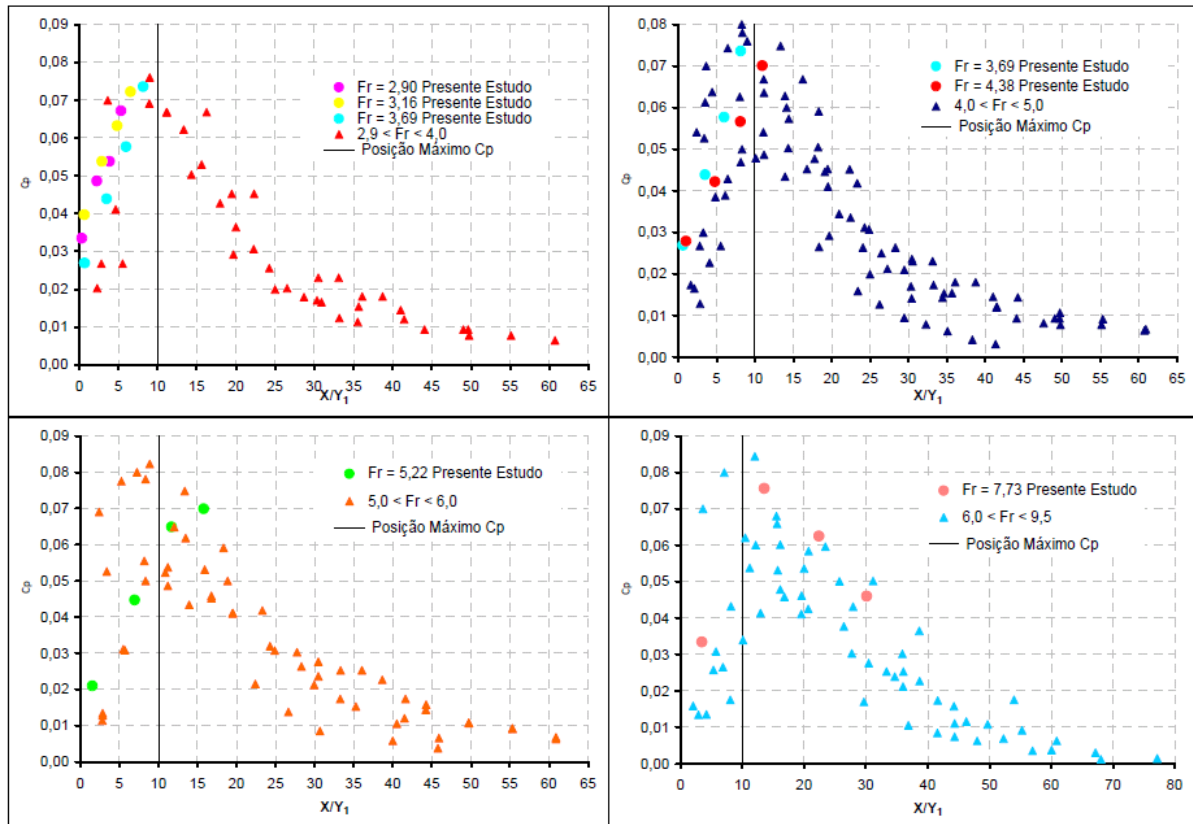 0,09
0,08
0,07
0,06
0,05
0,04
0,03
0,02
0,01
0,00
Cp
Fr = 2,90 Presente Estudo
Fr = 3,16 Presente Estudo
Fr = 3,69 Presente Estudo
2,9 < Fr < 4,0
Posição Máximo Cp
0 5 10 15 20 25 30 35 40 45 50 55 60 65
X/Y1
0,08
0,07
0,06
0,05
0,04
0,03
0,02
0,01
0,00
Cp
Fr = 3,69 Presente Estudo
Fr = 4,38 Presente Estudo
4,0 < Fr < 5,0
Posição Máximo Cp
0 5 10 15 20 25 30 35 40 45 50 55 60 65
X/Y1
0,09
0,08
0,07
0,06
0,05
0,04
0,03
0,02
0,01
0,00
Cp
Fr = 5,22 Presente Estudo
5,0 < Fr < 6,0
Posição Máximo Cp
0 5 10 15 20 25 30 35 40 45 50 55 60 65
X/Y1
0,09
0,08
0,07
0,06
0,05
0,04
0,03
0,02
0,01
0,00
Cp
Fr = 7,73 Presente Estudo
6,0 < Fr < 9,5
Posição Máximo Cp
0 10 20 30 40 50 60 70 80
X/Y1